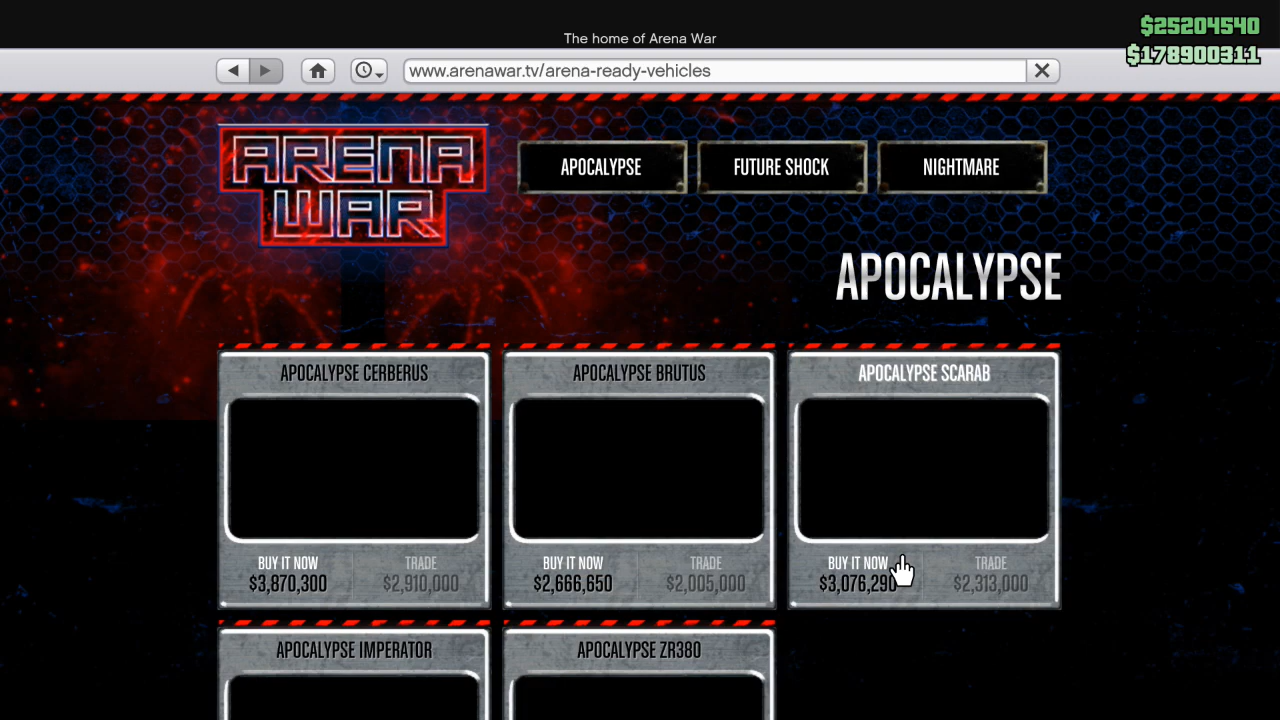 $25204540
The home of Arena War
$178900311
www.arenawar.tv/arena-ready-vehicles
ARENA
WAR
APOCALYPSE
FUTURE SHOCK
NIGHTMARE
APOCALYPSE
APOCALYPSE CERBERUS
APOCALYPSE BRUTUS
APOCALYPSE SCARAB
BUY IT NOW
TRADE
$3,870,300
$2,910,000
BUY IT NOW
TRADE
$2,666,650
$2,005,000
BUY IT NOW
TRADE
$3,076,290
$2,313,000
APOCALYPSE IMPERATOR
APOCALYPSE ZR380